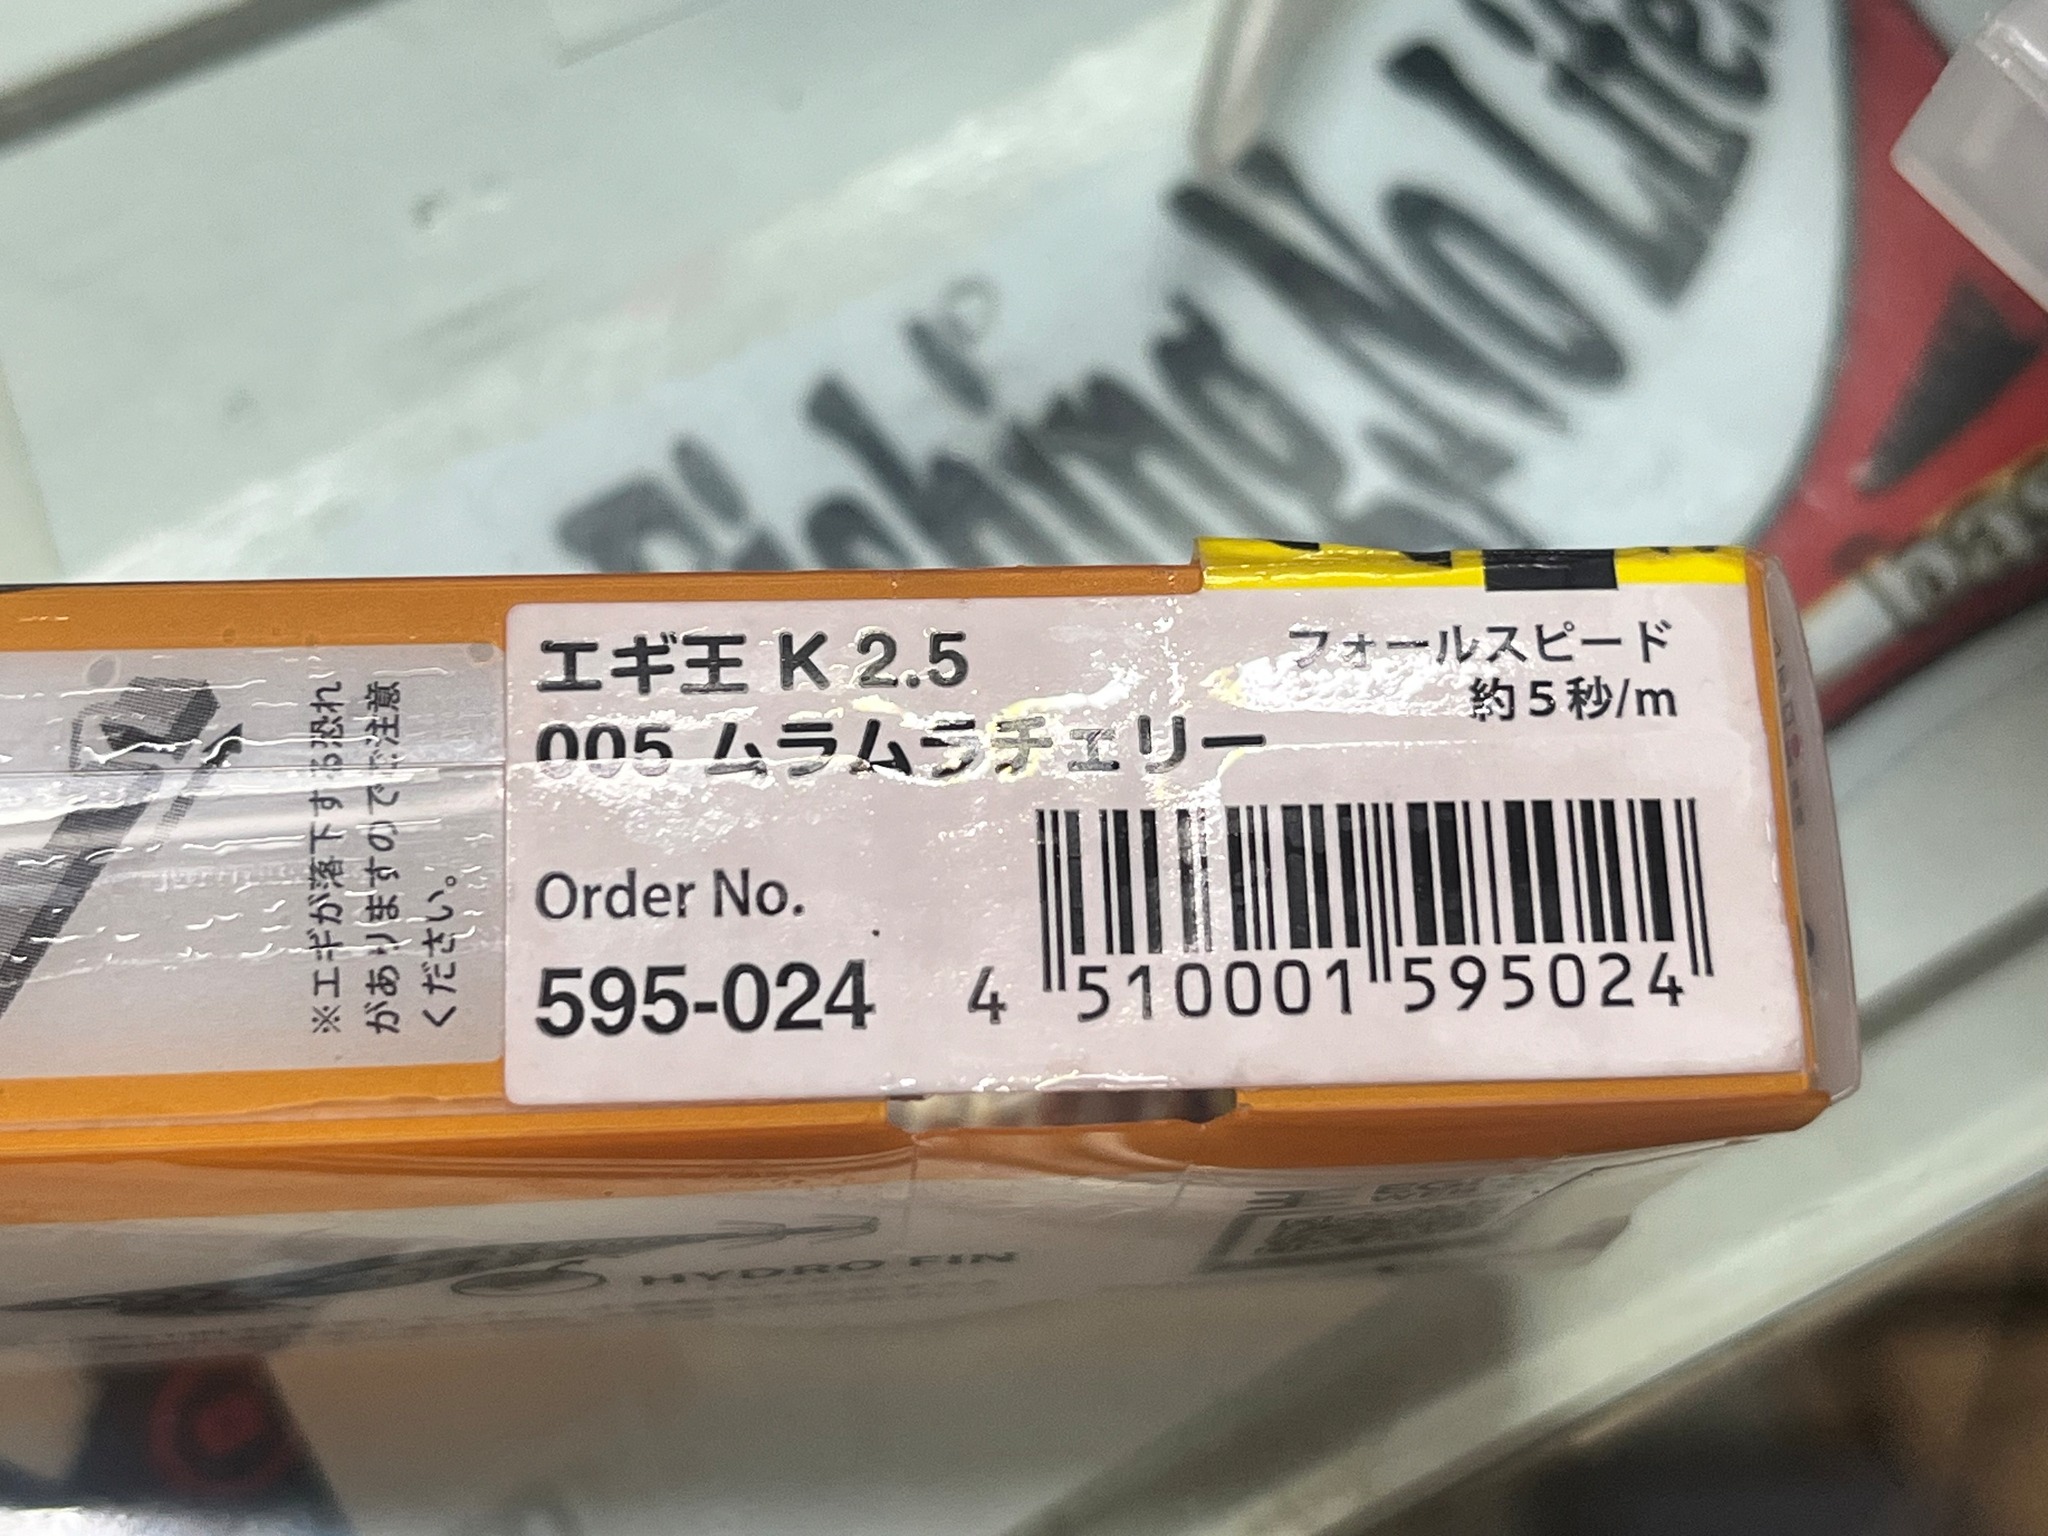 Fishing No Life!
エギ王 K 2.5
フォールスピード
約5秒/m
005 ムラムラチェリー
Order No.
595-024
4 510001 595024
※エギが落下する恐れ
がありますのでご注意
ください。
HYDRO FIN